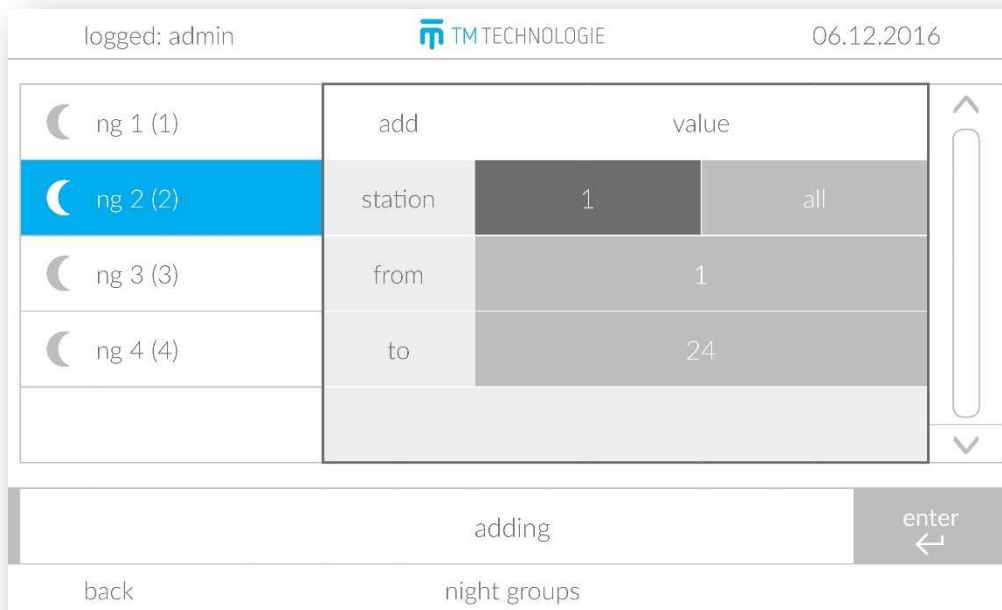 logged: admin TM TECHNOLOGIE 06.12.2016
ng 1 (1) add value
ng 2 (2) station 1 all
ng 3 (3) from 1
ng 4 (4) to 24
adding enter
back night groups